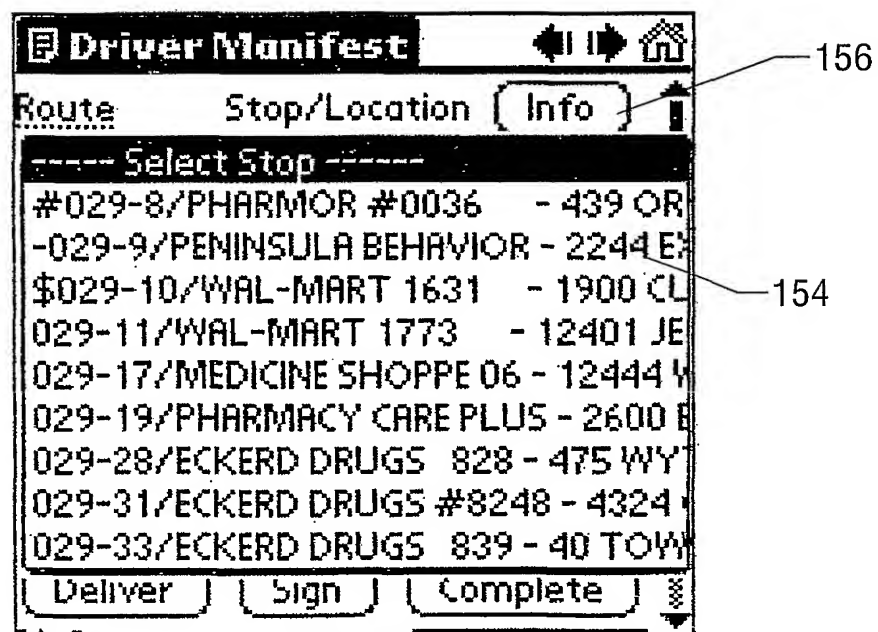 Driver Manifest
156
Route Stop/Location Info
----- Select Stop ------
#029-8/PHARMOR #0036 - 439 OR
-029-9/PENINSULA BEHAVIOR - 2244 EX
$029-10/WAL-MART 1631 - 1900 CL
154
029-11/WAL-MART 1773 - 12401 JE
029-17/MEDICINE SHOPPE 06 - 12444 W
029-19/PHARMACY CARE PLUS - 2600 B
029-28/ECKERD DRUGS 828 - 475 WYT
029-31/ECKERD DRUGS #8248 - 4324
029-33/ECKERD DRUGS 839 - 40 TOW
Deliver Sign Complete